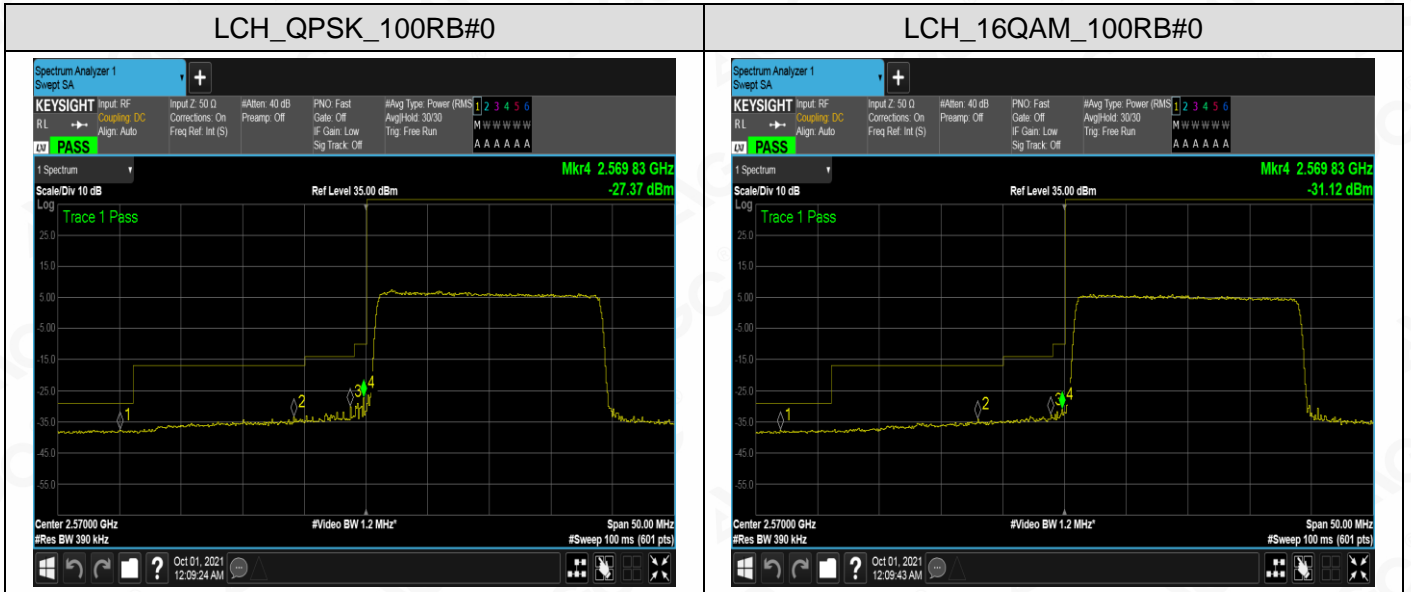 LCH_QPSK_100RB#0
LCH_16QAM_100RB#0
Spectrum Analyzer 1
Swept SA
+
KEYSIGHT
RL
LXI PASS
Input: RF
Coupling: DC
Align: Auto
Input Z: 50 Ω
Corrections: On
Freq Ref: Int (S)
#Atten: 40 dB
Preamp: Off
PNO: Fast
Gate: Off
IF Gain: Low
Sig Track: Off
#Avg Type: Power (RMS
Avg|Hold: 30/30
Trig: Free Run
1 2 3 4 5 6
M W W W W W
A A A A A A
1 Spectrum
Mkr4 2.569 83 GHz
-27.37 dBm
Scale/Div 10 dB
Ref Level 35.00 dBm
Log
Trace 1 Pass
25.0
15.0
5.00
-5.00
-15.0
-25.0
-35.0
-45.0
-55.0
1
2
3
4
Center 2.57000 GHz
#Video BW 1.2 MHz*
Span 50.00 MHz
#Res BW 390 kHz
#Sweep 100 ms (601 pts)
?
Oct 01, 2021
12:09:24 AM
Spectrum Analyzer 1
Swept SA
+
KEYSIGHT
RL
LXI PASS
Input: RF
Coupling: DC
Align: Auto
Input Z: 50 Ω
Corrections: On
Freq Ref: Int (S)
#Atten: 40 dB
Preamp: Off
PNO: Fast
Gate: Off
IF Gain: Low
Sig Track: Off
#Avg Type: Power (RMS
Avg|Hold: 30/30
Trig: Free Run
1 2 3 4 5 6
M W W W W W
A A A A A A
1 Spectrum
Mkr4 2.569 83 GHz
-31.12 dBm
Scale/Div 10 dB
Ref Level 35.00 dBm
Log
Trace 1 Pass
25.0
15.0
5.00
-5.00
-15.0
-25.0
-35.0
-45.0
-55.0
1
2
3
4
Center 2.57000 GHz
#Video BW 1.2 MHz*
Span 50.00 MHz
#Res BW 390 kHz
#Sweep 100 ms (601 pts)
?
Oct 01, 2021
12:09:43 AM